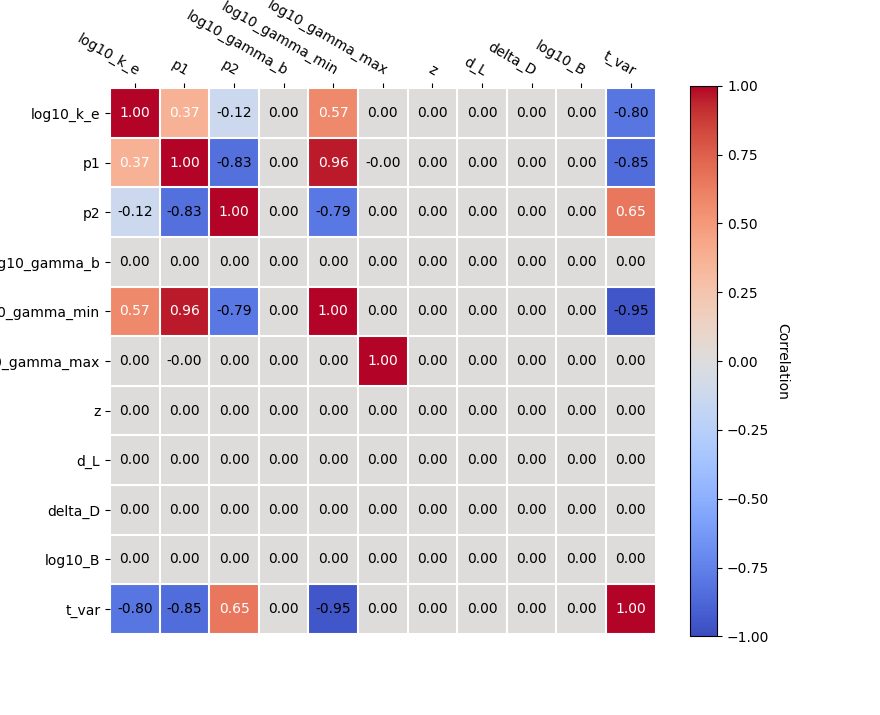 log10_k_e p1 p2 log10_gamma_b log10_gamma_min log10_gamma_max z d_L delta_D log10_B t_var
log10_k_e 1.00 0.37 -0.12 0.00 0.57 0.00 0.00 0.00 0.00 0.00 -0.80
p1 0.37 1.00 -0.83 0.00 0.96 -0.00 0.00 0.00 0.00 0.00 -0.85
p2 -0.12 -0.83 1.00 0.00 -0.79 0.00 0.00 0.00 0.00 0.00 0.65
g10_gamma_b 0.00 0.00 0.00 0.00 0.00 0.00 0.00 0.00 0.00 0.00 0.00
0_gamma_min 0.57 0.96 -0.79 0.00 1.00 0.00 0.00 0.00 0.00 0.00 -0.95
0_gamma_max 0.00 -0.00 0.00 0.00 0.00 1.00 0.00 0.00 0.00 0.00 0.00
z 0.00 0.00 0.00 0.00 0.00 0.00 0.00 0.00 0.00 0.00 0.00
d_L 0.00 0.00 0.00 0.00 0.00 0.00 0.00 0.00 0.00 0.00 0.00
delta_D 0.00 0.00 0.00 0.00 0.00 0.00 0.00 0.00 0.00 0.00 0.00
log10_B 0.00 0.00 0.00 0.00 0.00 0.00 0.00 0.00 0.00 0.00 0.00
t_var -0.80 -0.85 0.65 0.00 -0.95 0.00 0.00 0.00 0.00 0.00 1.00
1.00
0.75
0.50
0.25
0.00
−0.25
−0.50
−0.75
−1.00
Correlation